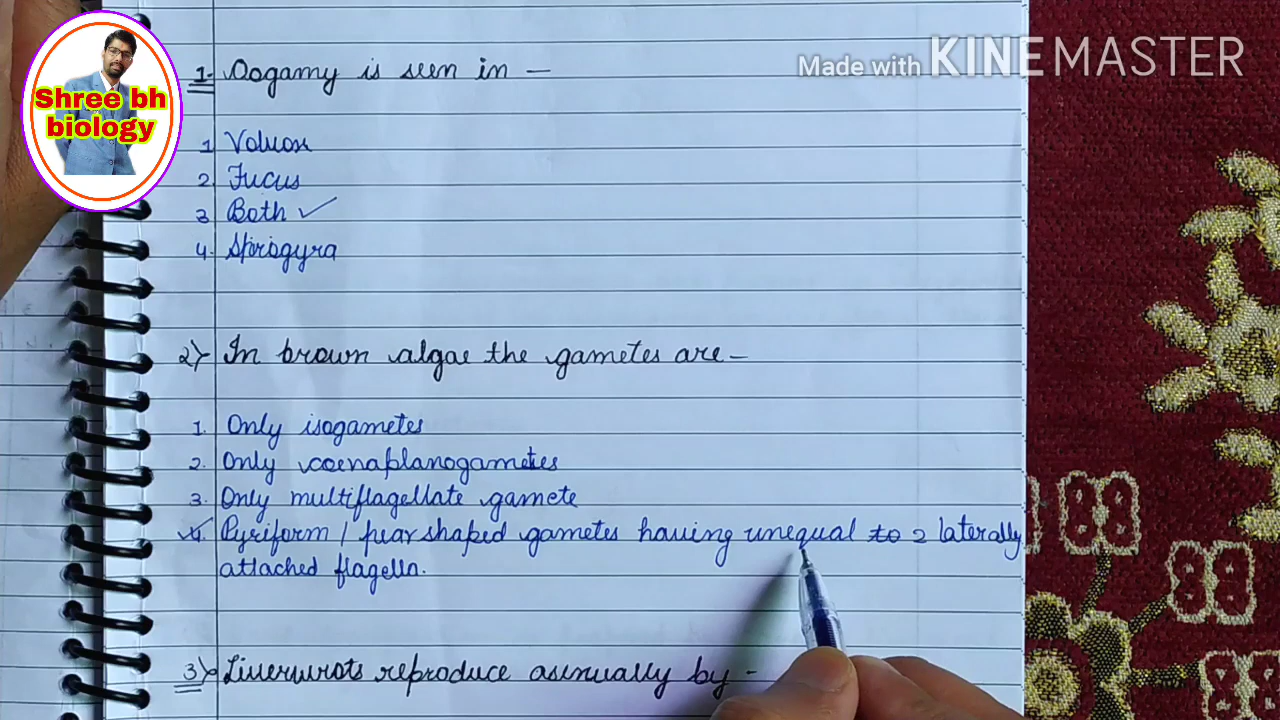 Shree bh
biology
Made with KINEMASTER
1. Oogamy is seen in —
1. Volvox
2. Fucus
3 Both ✓
4. Spirogyra
2) In brown algae the gametes are —
1. Only isogametes
2. Only coenaplanogametes
3. Only multiflagellate gamete
4. Pyriform / pear shaped gametes having unequal to 2 laterally
attached flagella.
3) Liverwrots reproduce asexually by -